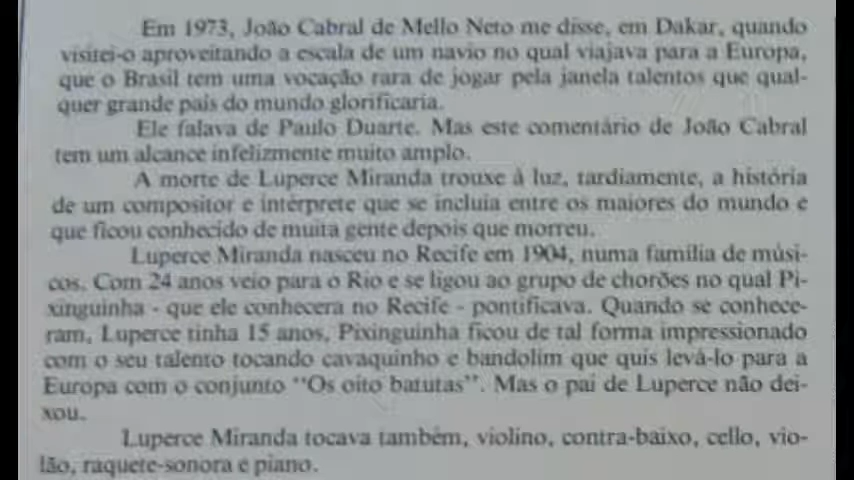 Em 1973, João Cabral de Mello Neto me disse, em Dakar, quando
visitei-o aproveitando a escala de um navio no qual viajava para a Europa,
que o Brasil tem uma vocação rara de jogar pela janela talentos que qual-
quer grande país do mundo glorificaria.
Ele falava de Paulo Duarte. Mas este comentário de João Cabral
tem um alcance infelizmente muito amplo.
A morte de Luperce Miranda trouxe à luz, tardiamente, a história
de um compositor e intérprete que se incluia entre os maiores do mundo e
que ficou conhecido de muita gente depois que morreu.
Luperce Miranda nasceu no Recife em 1904, numa família de músi-
cos. Com 24 anos veio para o Rio e se ligou ao grupo de chorões no qual Pi-
xinguinha - que ele conhecera no Recife - pontificava. Quando se conhece-
ram, Luperce tinha 15 anos, Pixinguinha ficou de tal forma impressionado
com o seu talento tocando cavaquinho e bandolim que quis levá-lo para a
Europa com o conjunto "Os oito batutas". Mas o pai de Luperce não dei-
xou.
Luperce Miranda tocava também, violino, contra-baixo, cello, vio-
lão, raquete-sonora e piano.